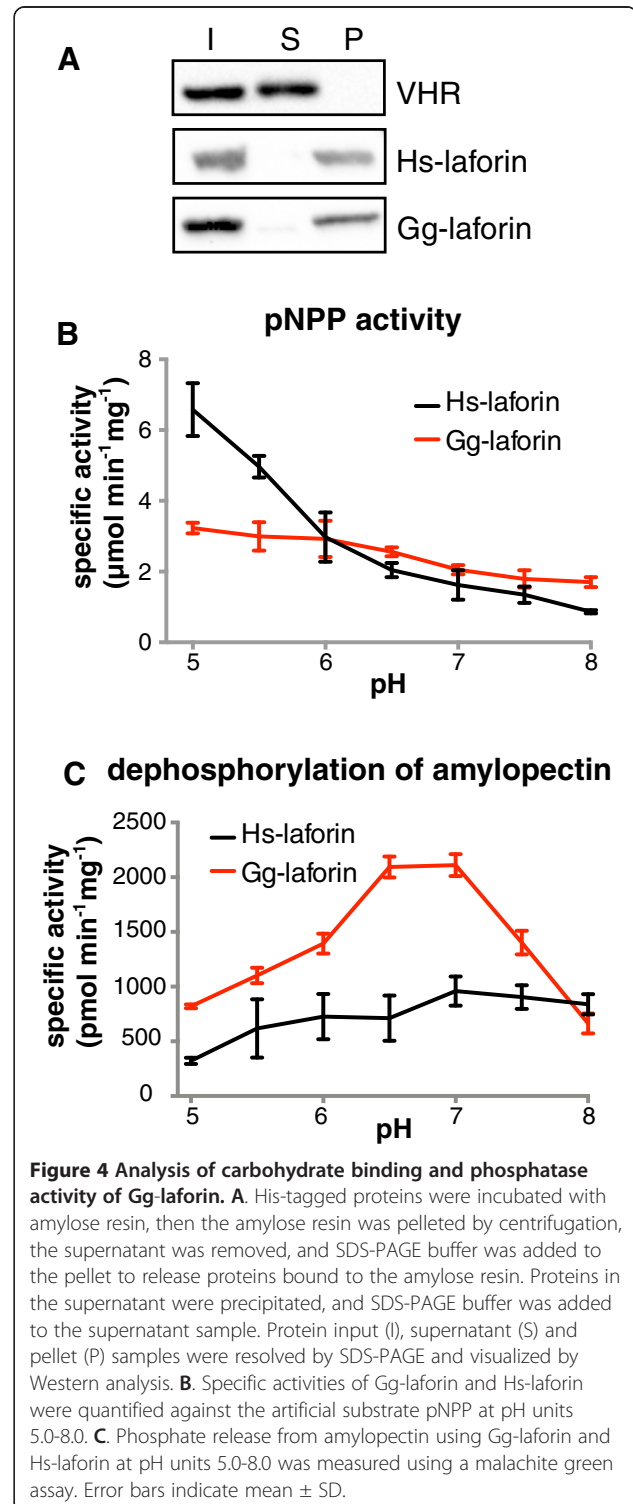 A
I S P
VHR
Hs-laforin
Gg-laforin
B
pNPP activity
specific activity
(µmol min⁻¹mg⁻¹)
8
6
4
2
0
Hs-laforin
Gg-laforin
5 6 7 8
pH
C dephosphorylation of amylopectin
specific activity
(pmol min⁻¹mg⁻¹)
2500
2000
1500
1000
500
0
Hs-laforin
Gg-laforin
5 6 7 8
pH
Figure 4 Analysis of carbohydrate binding and phosphatase
activity of Gg-laforin. A. His-tagged proteins were incubated with
amylose resin, then the amylose resin was pelleted by centrifugation,
the supernatant was removed, and SDS-PAGE buffer was added to
the pellet to release proteins bound to the amylose resin. Proteins in
the supernatant were precipitated, and SDS-PAGE buffer was added
to the supernatant sample. Protein input (I), supernatant (S) and
pellet (P) samples were resolved by SDS-PAGE and visualized by
Western analysis. B. Specific activities of Gg-laforin and Hs-laforin
were quantified against the artificial substrate pNPP at pH units
5.0-8.0. C. Phosphate release from amylopectin using Gg-laforin and
Hs-laforin at pH units 5.0-8.0 was measured using a malachite green
assay. Error bars indicate mean ± SD.